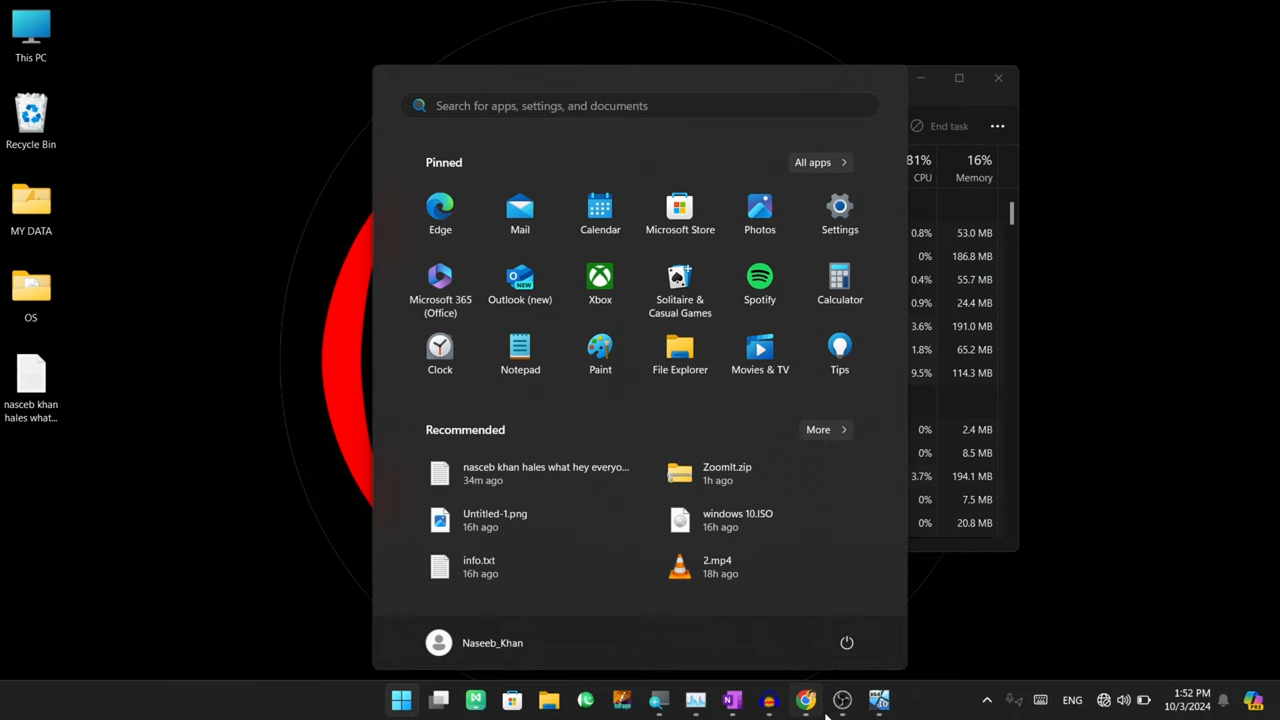 This PC
Recycle Bin
MY DATA
OS
nasceb khan
hales what...
Search for apps, settings, and documents
Pinned
All apps
Edge
Mail
Calendar
Microsoft Store
Photos
Settings
Microsoft 365
(Office)
Outlook (new)
Xbox
Solitaire &
Casual Games
Spotify
Calculator
Clock
Notepad
Paint
File Explorer
Movies & TV
Tips
Recommended
More
nasceb khan hales what hey everyo...
34m ago
ZoomIt.zip
1h ago
Untitled-1.png
16h ago
windows 10.ISO
16h ago
info.txt
16h ago
2.mp4
18h ago
Naseeb_Khan
End task
81% 16%
CPU Memory
0.8% 53.0 MB
0% 186.8 MB
0.4% 55.7 MB
0.9% 24.4 MB
3.6% 191.0 MB
1.8% 65.2 MB
9.5% 114.3 MB
0% 2.4 MB
0% 8.5 MB
3.7% 194.1 MB
0% 7.5 MB
0% 20.8 MB
ENG
1:52 PM
10/3/2024